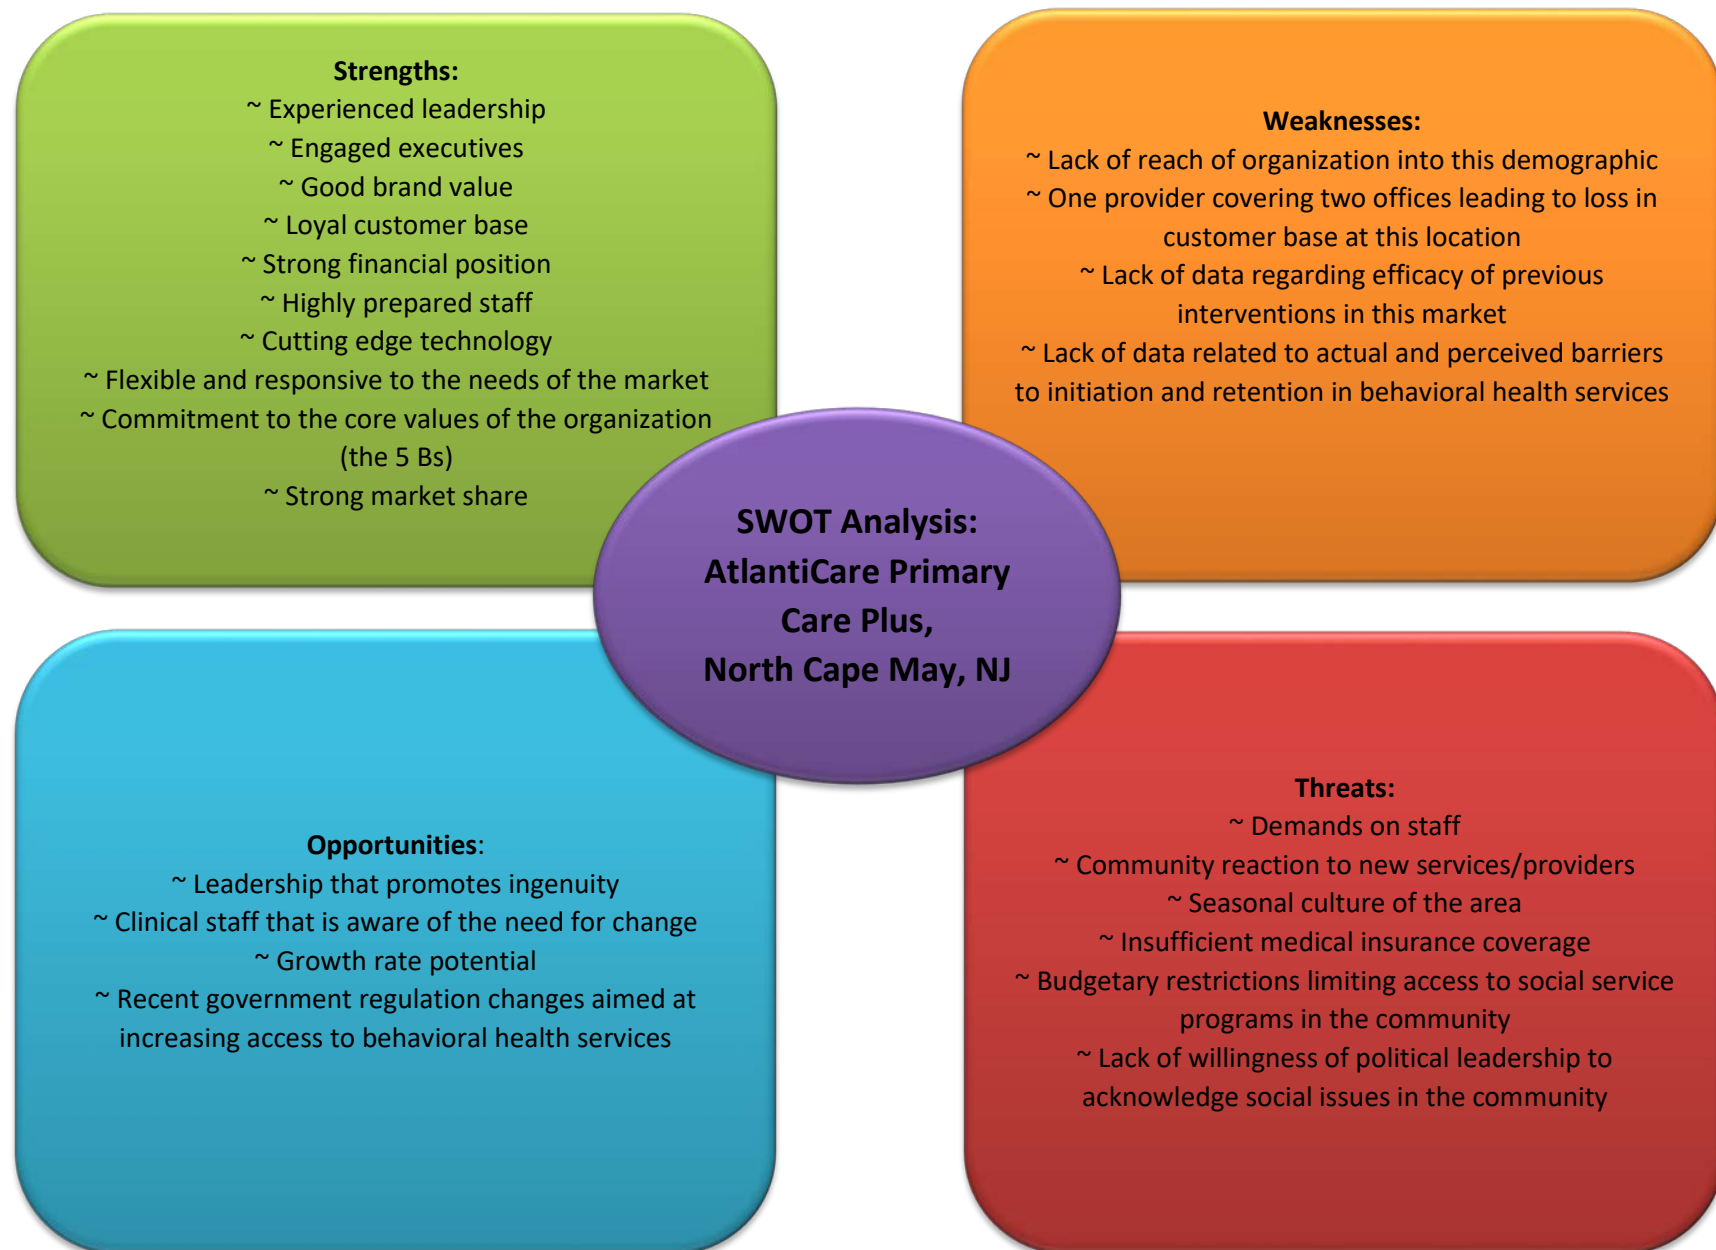 Strengths:
~ Experienced leadership
~ Engaged executives
~ Good brand value
~ Loyal customer base
~ Strong financial position
~ Highly prepared staff
~ Cutting edge technology
~ Flexible and responsive to the needs of the market
~ Commitment to the core values of the organization
(the 5 Bs)
~ Strong market share
Weaknesses:
~ Lack of reach of organization into this demographic
~ One provider covering two offices leading to loss in
customer base at this location
~ Lack of data regarding efficacy of previous
interventions in this market
~ Lack of data related to actual and perceived barriers
to initiation and retention in behavioral health services
SWOT Analysis:
AtlantiCare Primary
Care Plus,
North Cape May, NJ
Opportunities:
~ Leadership that promotes ingenuity
~ Clinical staff that is aware of the need for change
~ Growth rate potential
~ Recent government regulation changes aimed at
increasing access to behavioral health services
Threats:
~ Demands on staff
~ Community reaction to new services/providers
~ Seasonal culture of the area
~ Insufficient medical insurance coverage
~ Budgetary restrictions limiting access to social service
programs in the community
~ Lack of willingness of political leadership to
acknowledge social issues in the community